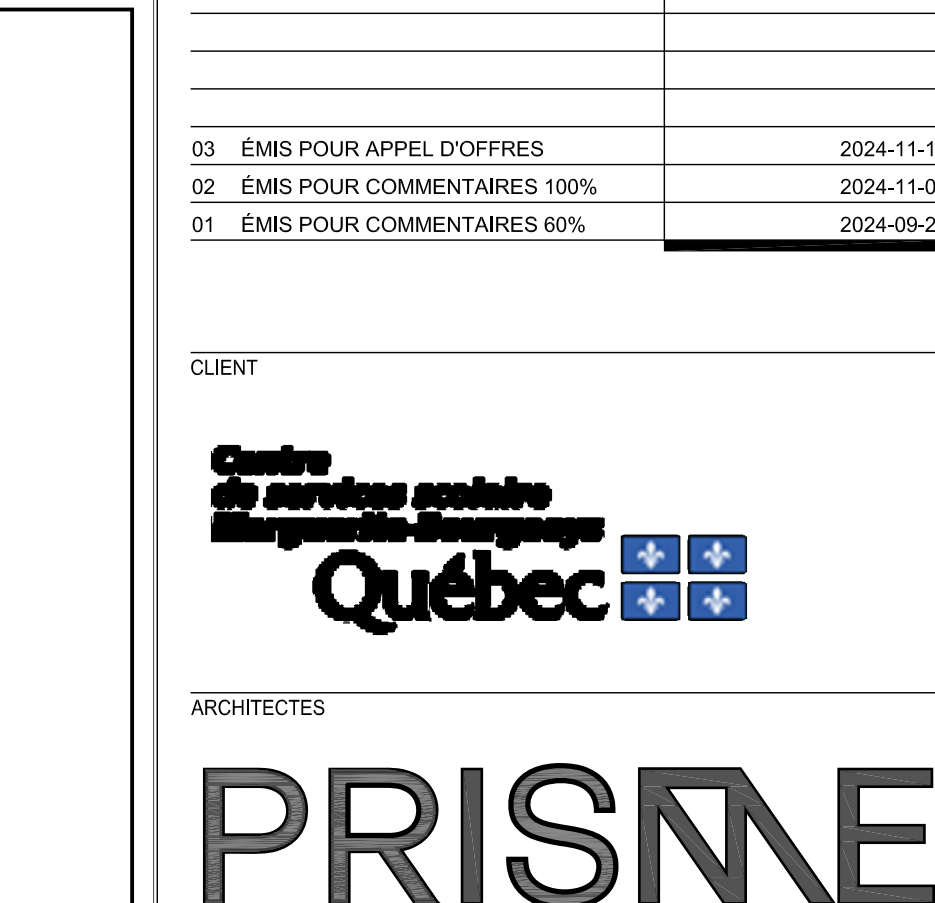 03 ÉMIS POUR APPEL D'OFFRES 2024-11-1
02 ÉMIS POUR COMMENTAIRES 100% 2024-11-0
01 ÉMIS POUR COMMENTAIRES 60% 2024-09-2
CLIENT
Centre
de services scolaire
Marguerite-Bourgeoys
Québec
ARCHITECTES
PRISME